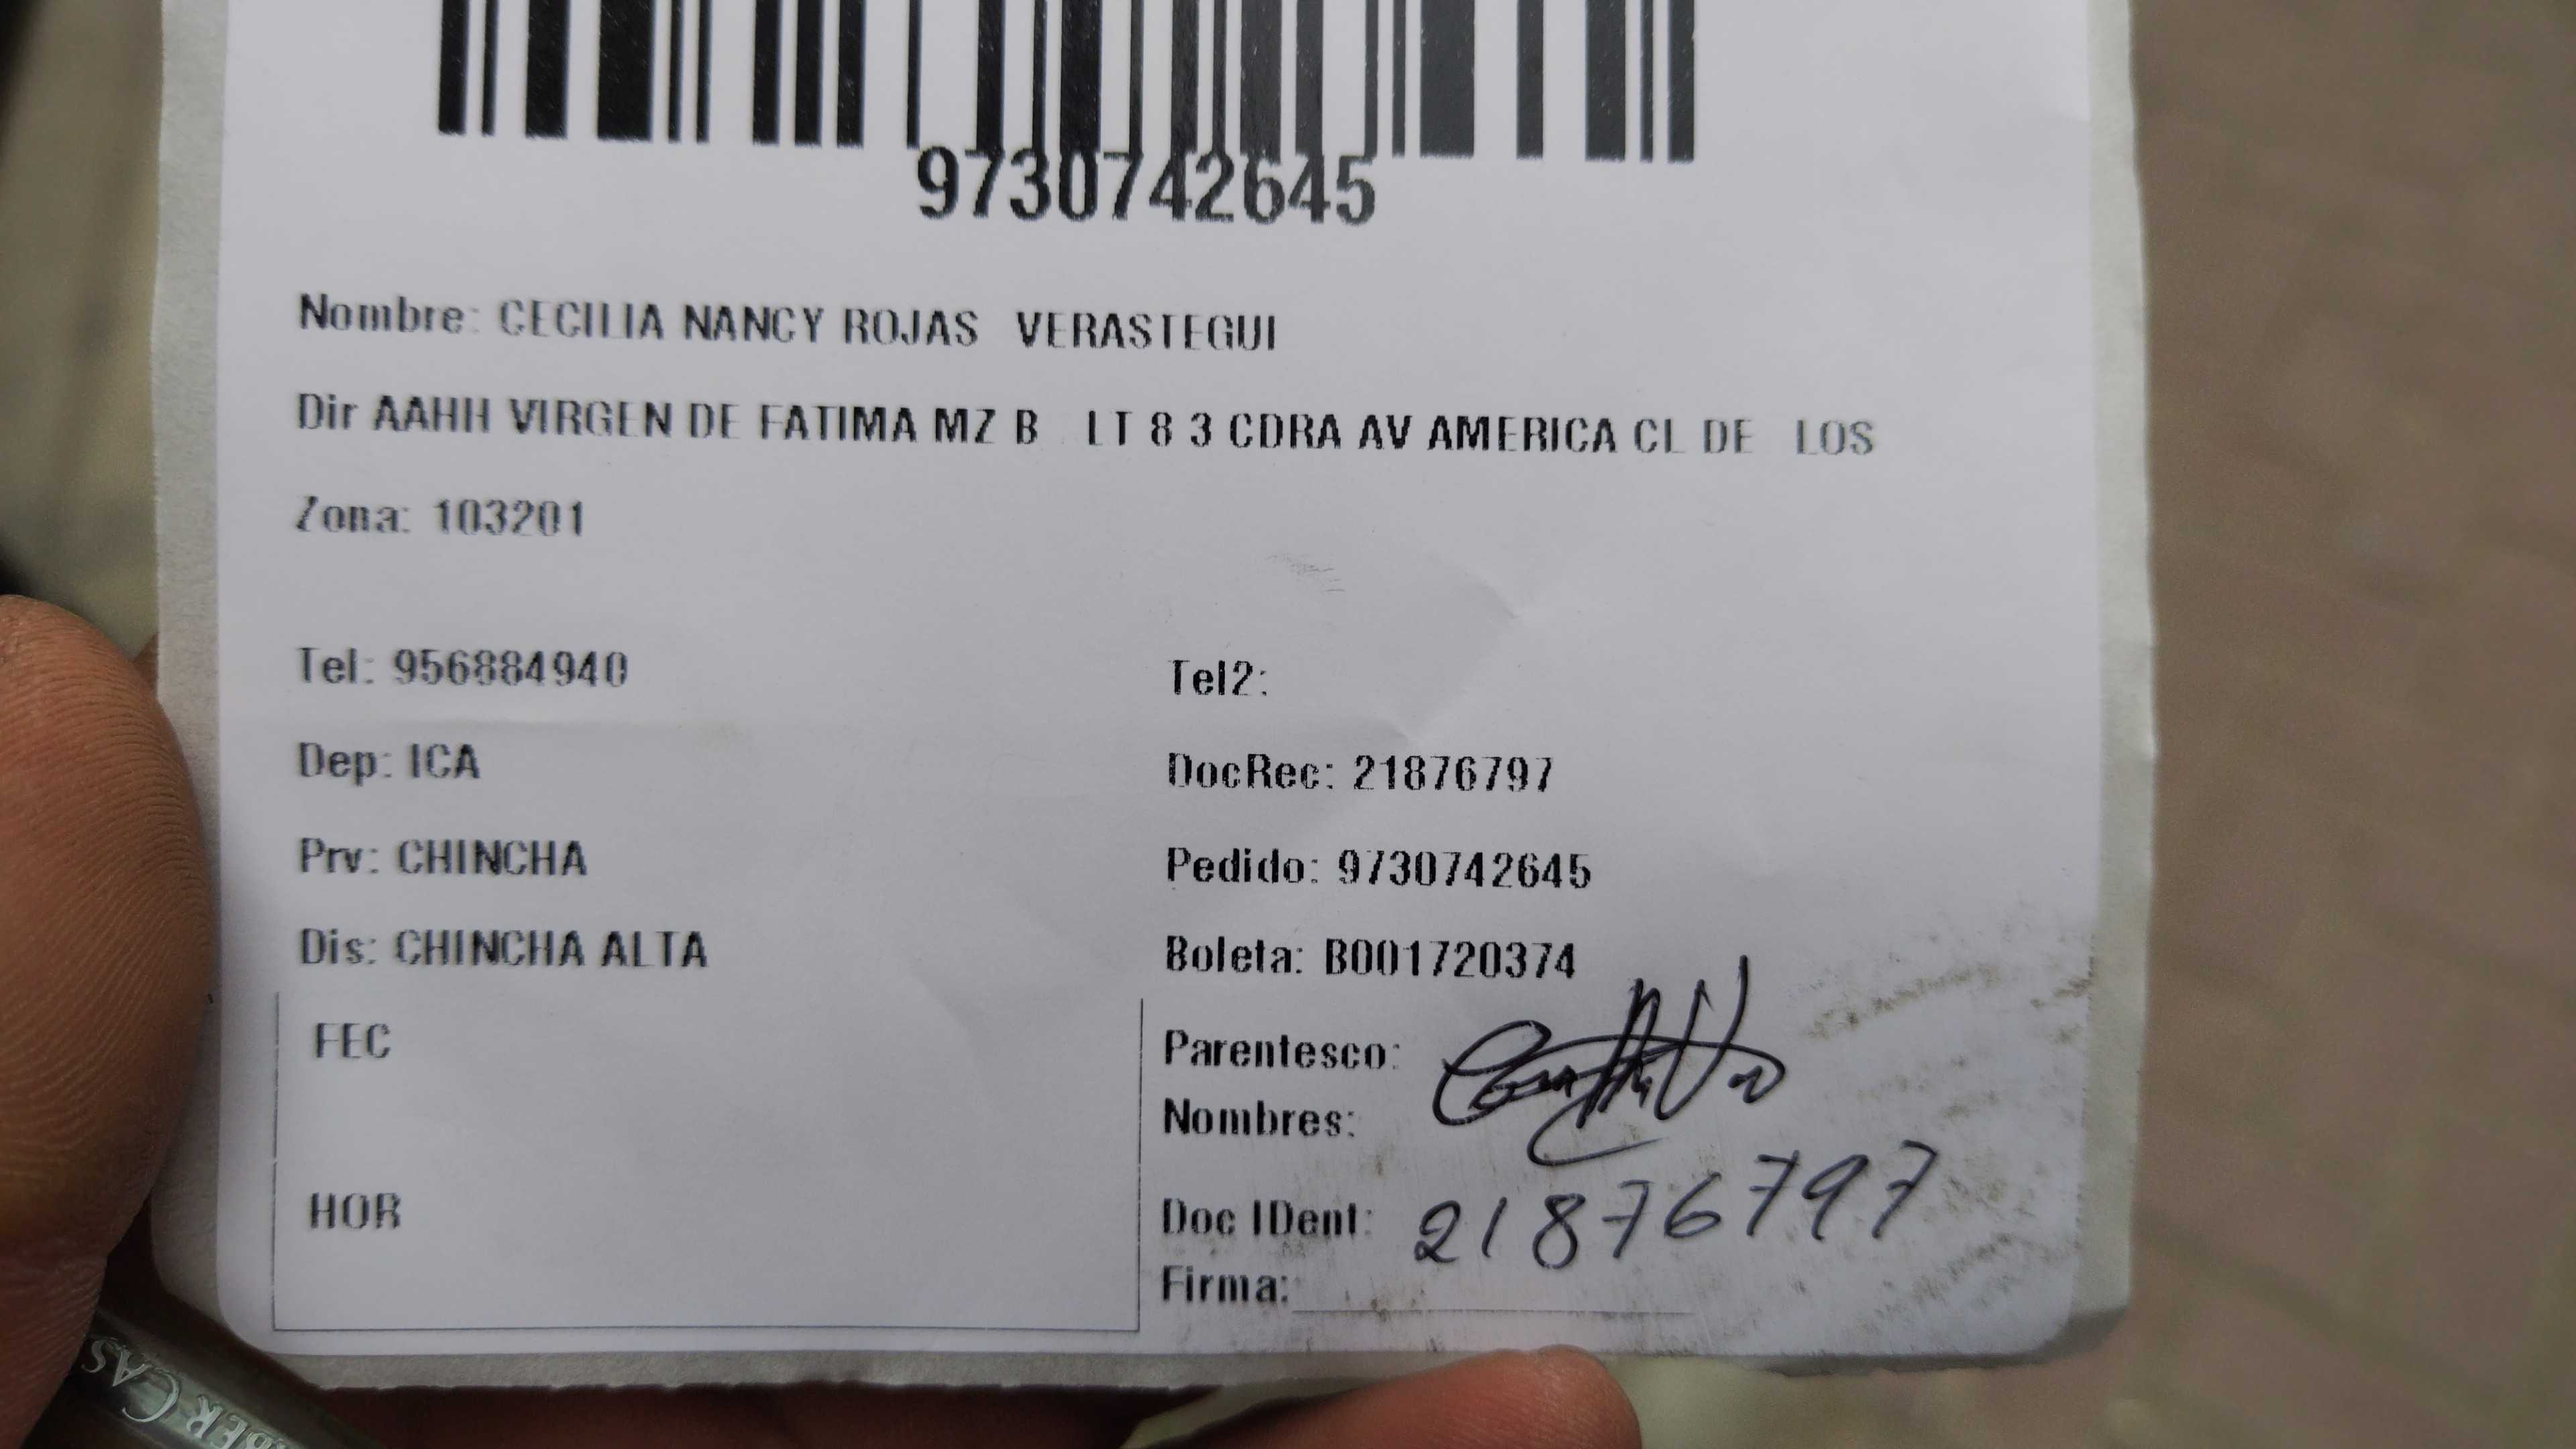 9730742645
Nombre: CECILIA NANCY ROJAS VERASTEGUI
Dir AAHH VIRGEN DE FATIMA MZ B LT 8 3 CDRA AV AMERICA CL DE LOS
Zona: 103201
Tel: 956884940
Tel2:
Dep: ICA
DocRec: 21876797
Prv: CHINCHA
Pedido: 9730742645
Dis: CHINCHA ALTA
Boleta: B001720374
FEC
Parentesco:
Nombres:
HOR
Doc IDent: 21876797
Firma: